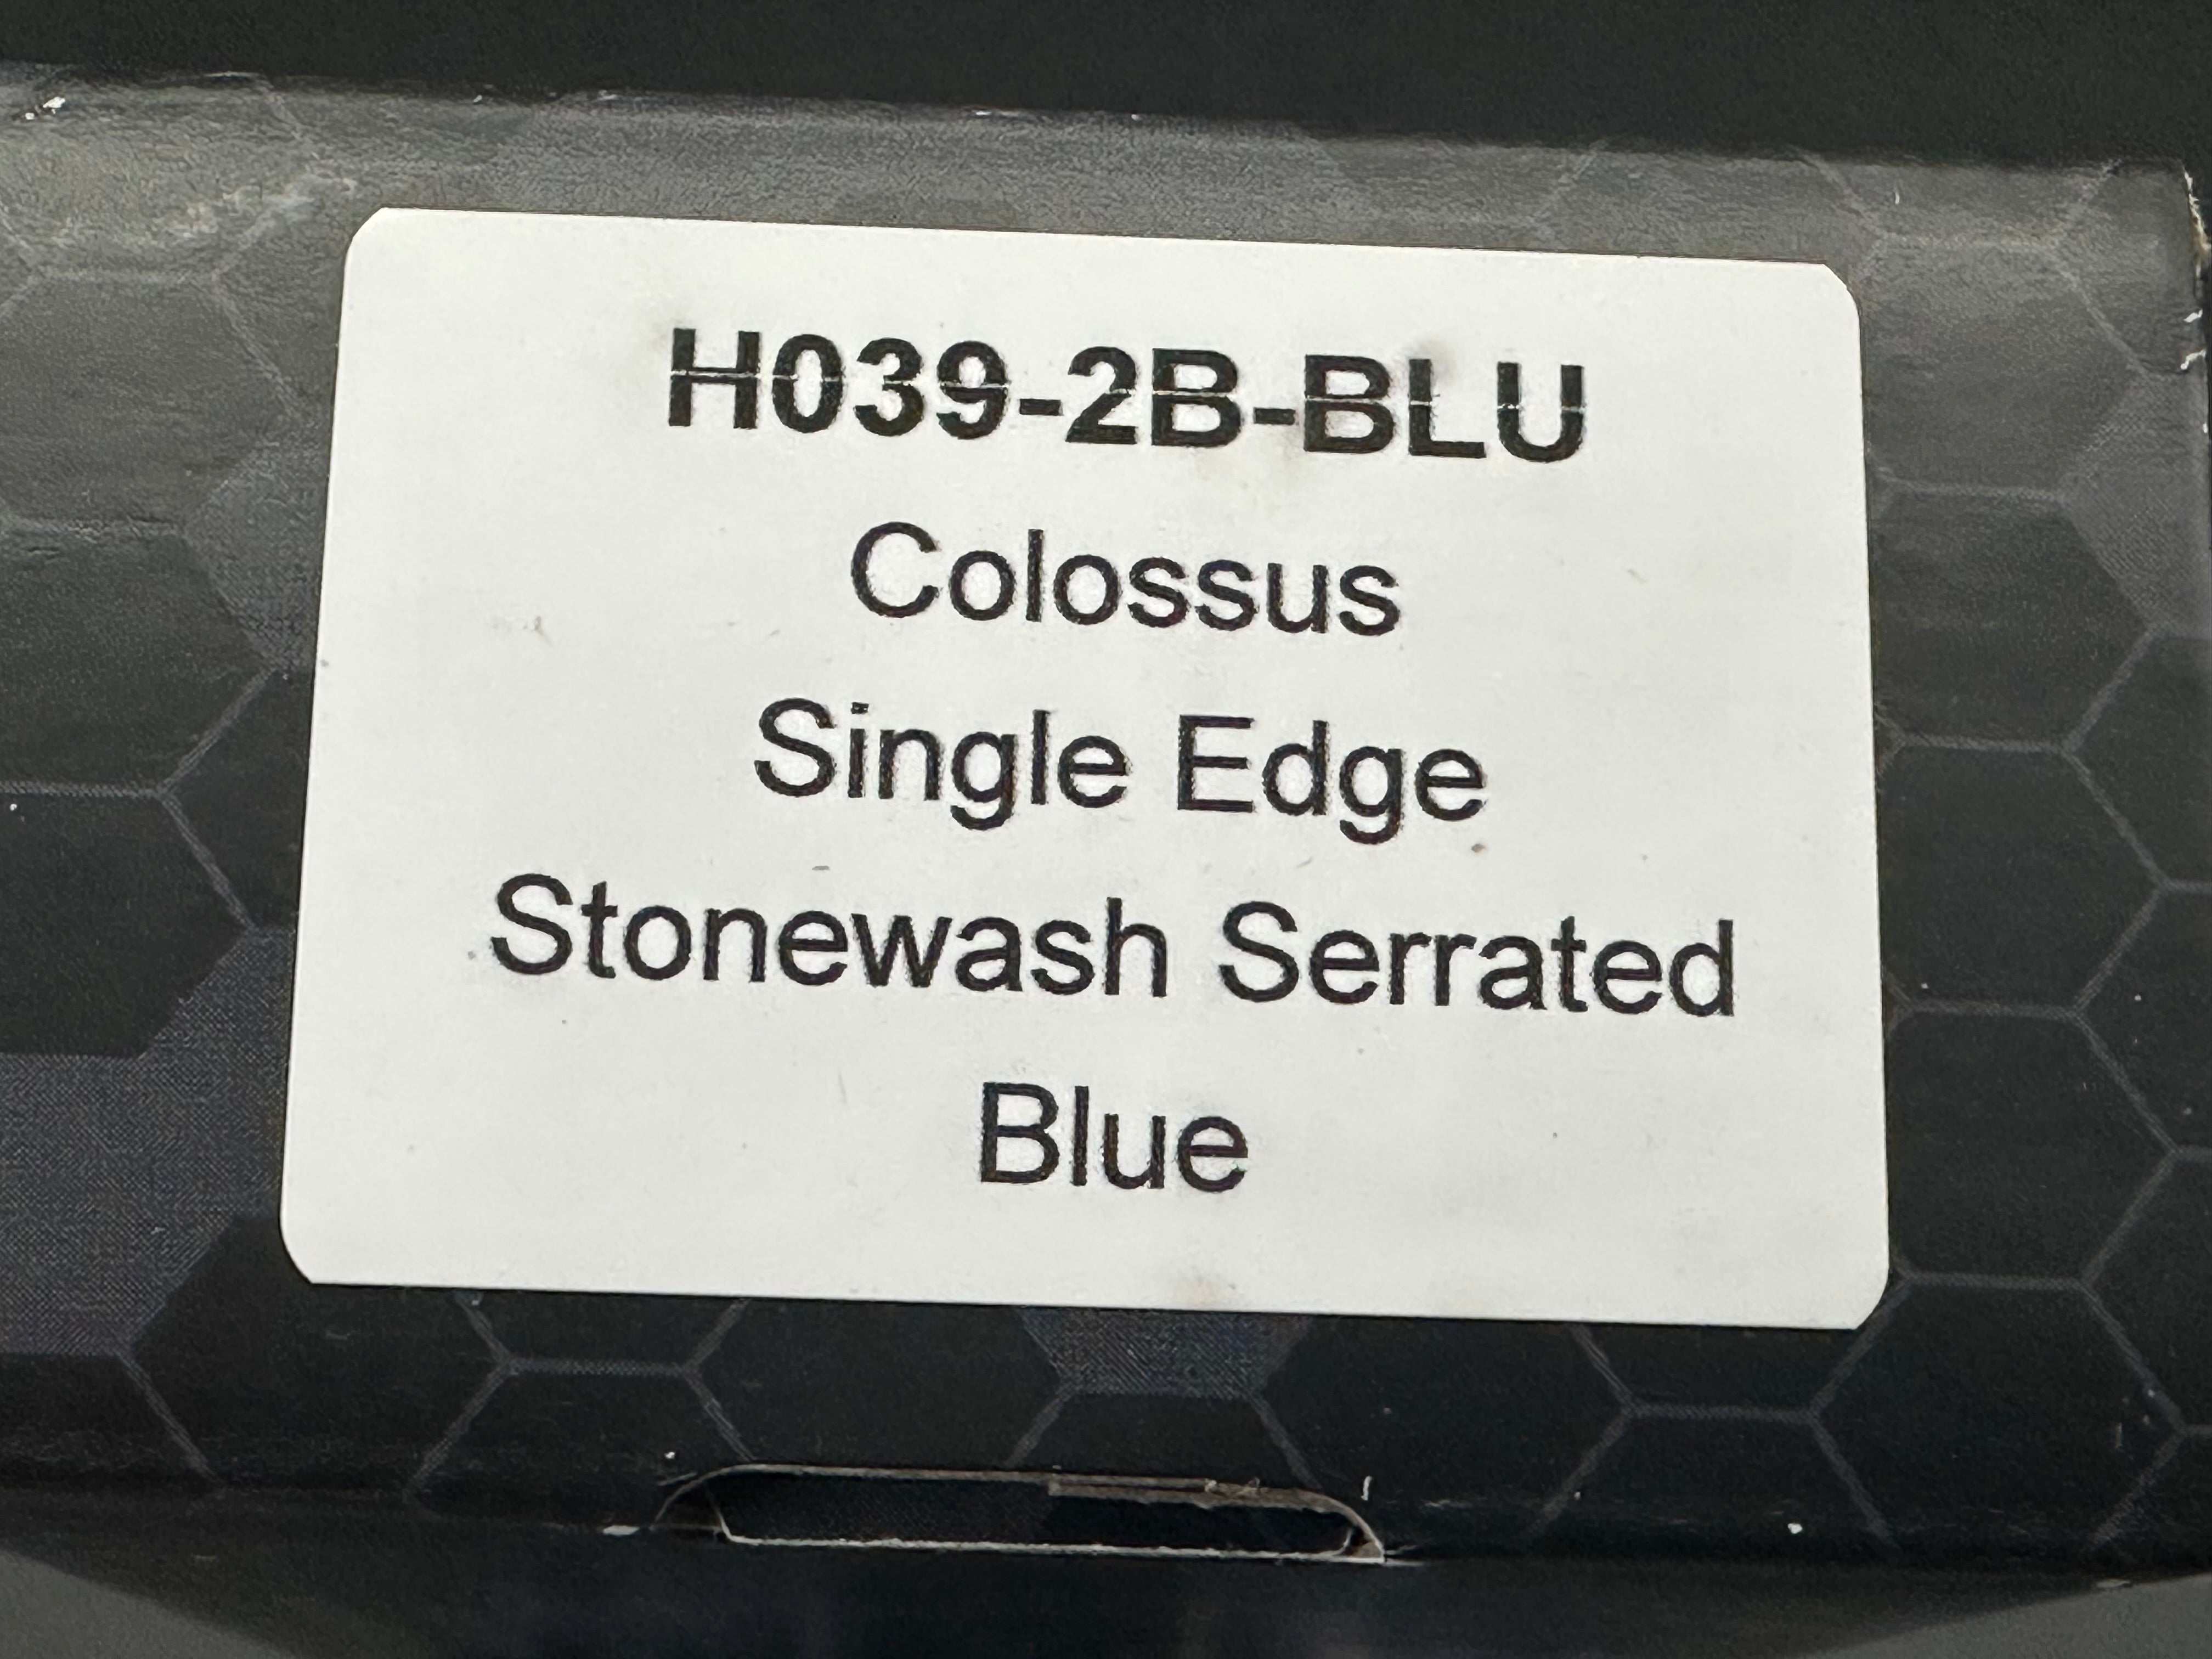 H039-2B-BLU
Colossus
Single Edge
Stonewash Serrated
Blue